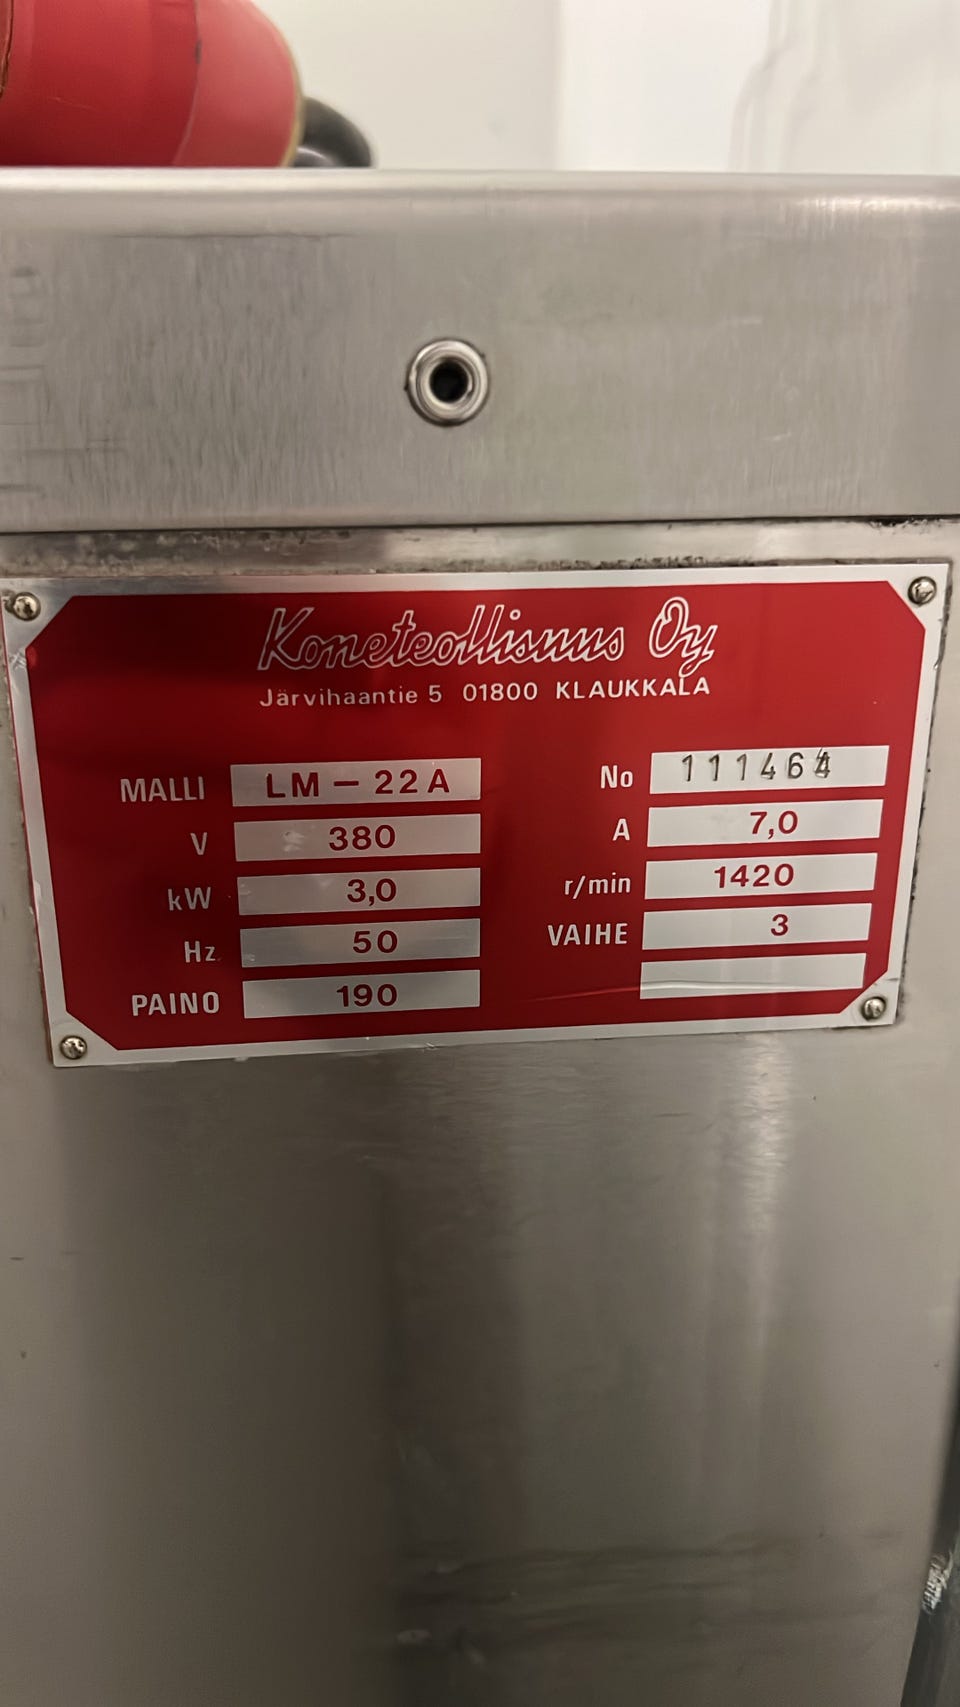 Koneteollisuus Oy
Järvihaantie 5 01800 KLAUKKALA
MALLI LM-22A
V 380
kW 3,0
Hz 50
PAINO 190
No 111464
A 7,0
r/min 1420
VAIHE 3